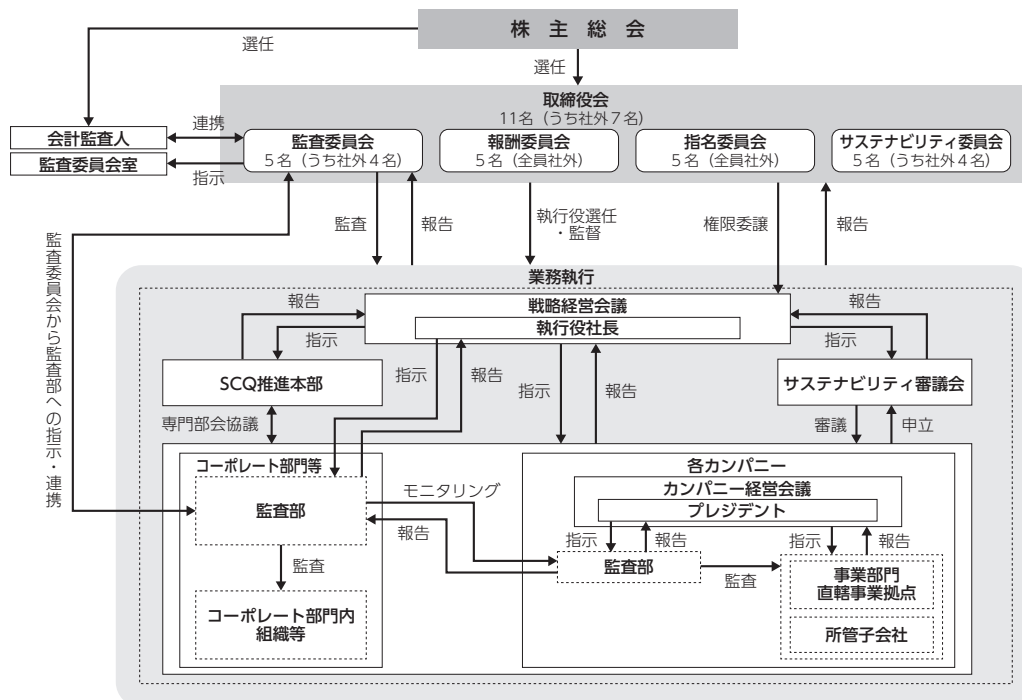 株主総会
選任
選任
取締役会
11名（うち社外7名）
会計監査人
連携
監査委員会
5名（うち社外4名）
報酬委員会
5名（全員社外）
指名委員会
5名（全員社外）
サステナビリティ委員会
5名（うち社外4名）
監査委員会室
指示
監査
報告
執行役選任
・監督
権限委譲
報告
監査委員会から監査部への指示・連携
業務執行
戦略経営会議
執行役社長
報告
指示
報告
指示
SCQ推進本部
指示
報告
指示
報告
サステナビリティ審議会
専門部会協議
審議
申立
コーポレート部門等
監査部
モニタリング
報告
監査
コーポレート部門内
組織等
各カンパニー
カンパニー経営会議
プレジデント
指示
報告
指示
報告
監査部
監査
事業部門
直轄事業拠点
所管子会社